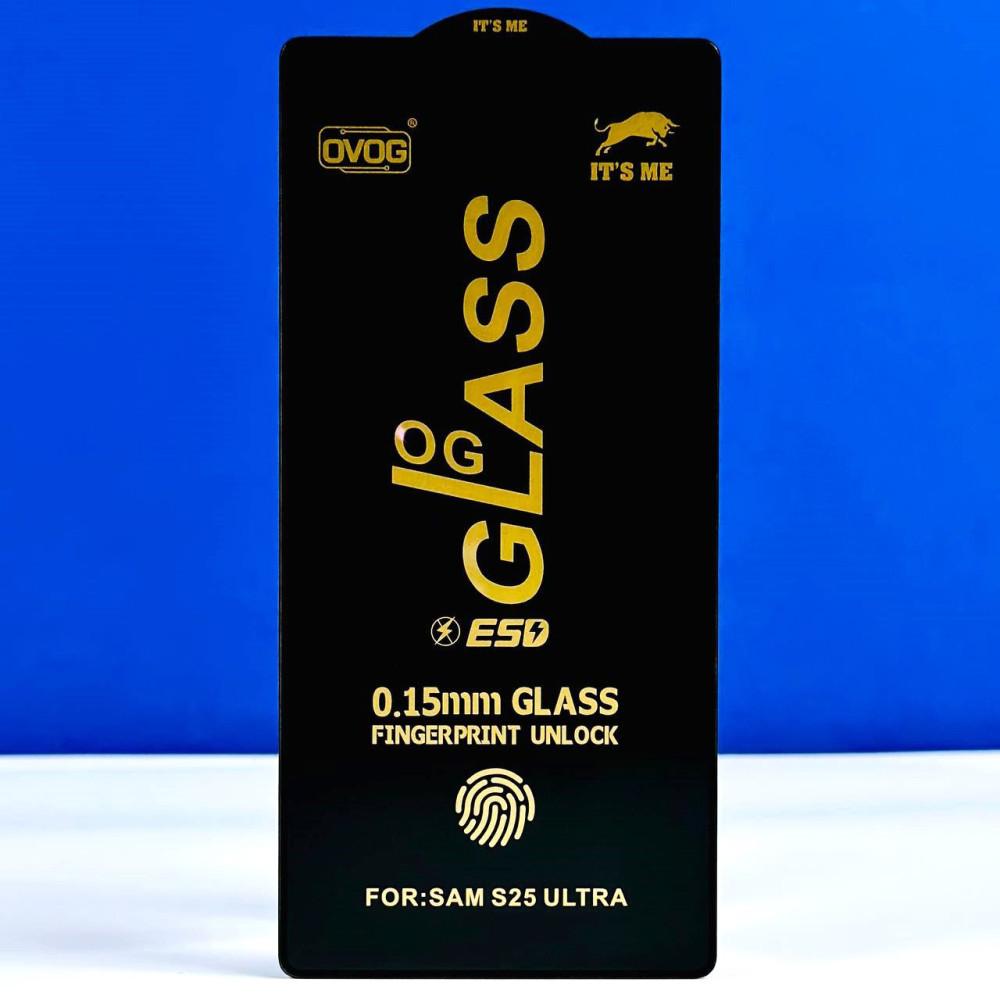 IT'S ME
OVOG®
IT'S ME
OG
GLASS
ESD
0.15mm GLASS
FINGERPRINT UNLOCK
FOR:SAM S25 ULTRA